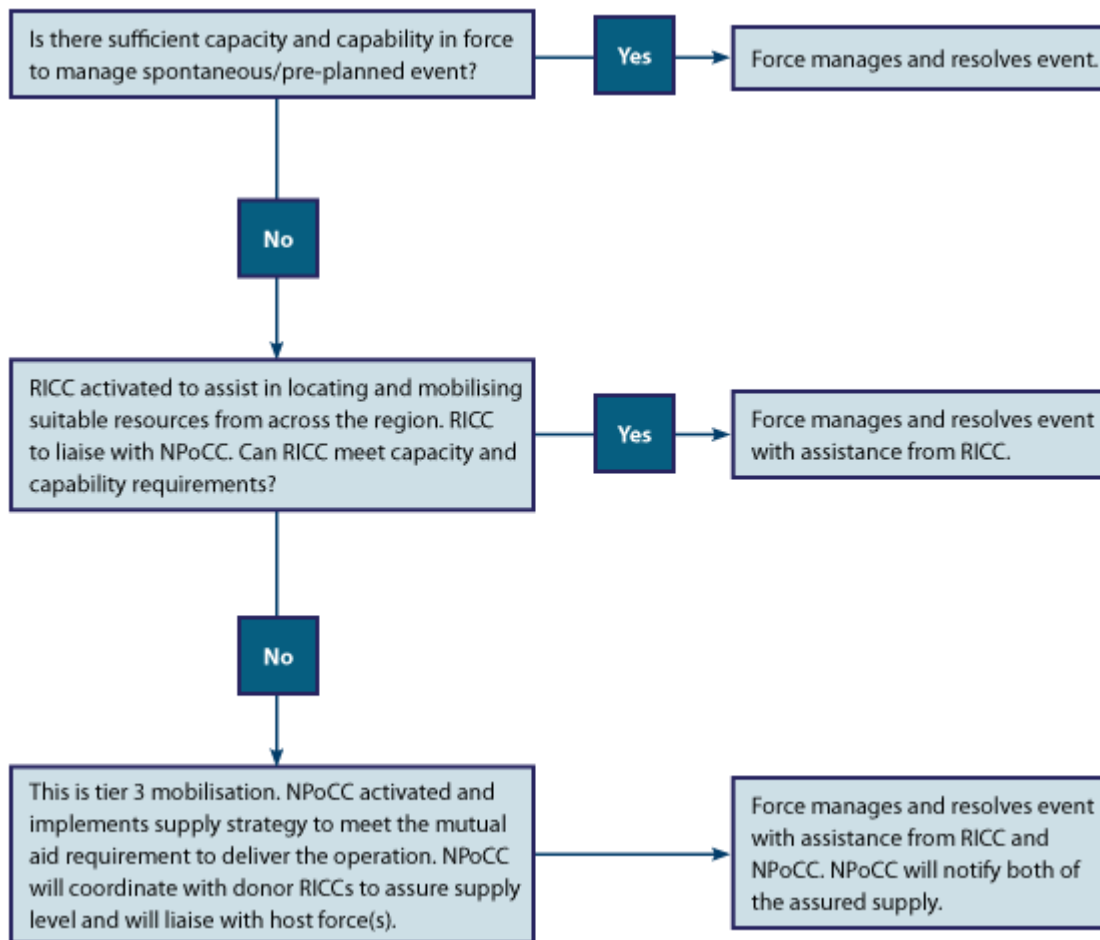 Is there sufficient capacity and capability in force
to manage spontaneous/pre-planned event?
Yes
Force manages and resolves event.
No
RICC activated to assist in locating and mobilising
suitable resources from across the region. RICC
to liaise with NPoCC. Can RICC meet capacity and
capability requirements?
Yes
Force manages and resolves event
with assistance from RICC.
No
This is tier 3 mobilisation. NPoCC activated and
implements supply strategy to meet the mutual
aid requirement to deliver the operation. NPoCC
will coordinate with donor RICCs to assure supply
level and will liaise with host force(s).
Force manages and resolves event
with assistance from RICC and
NPoCC. NPoCC will notify both of
the assured supply.